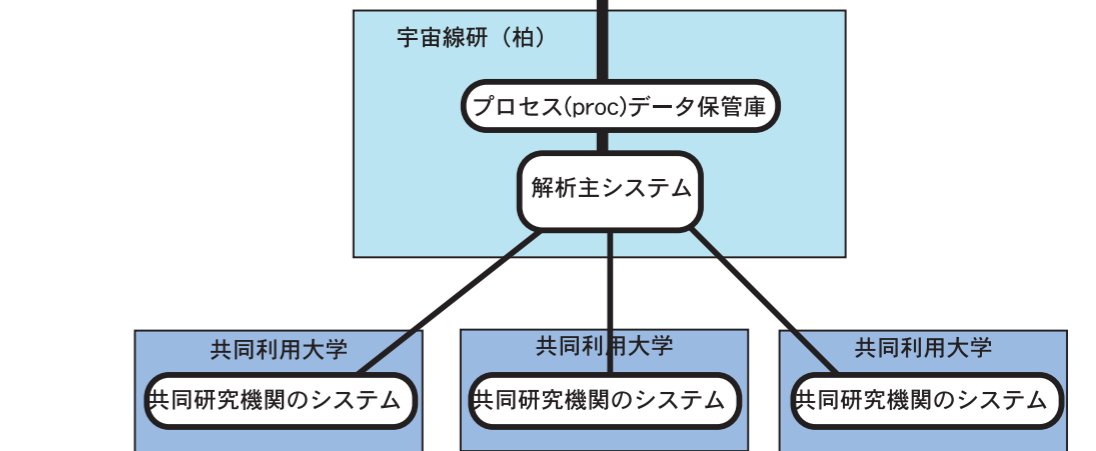 宇宙線研（柏）
プロセス(proc)データ保管庫
解析主システム
共同利用大学
共同利用大学
共同利用大学
共同研究機関のシステム
共同研究機関のシステム
共同研究機関のシステム